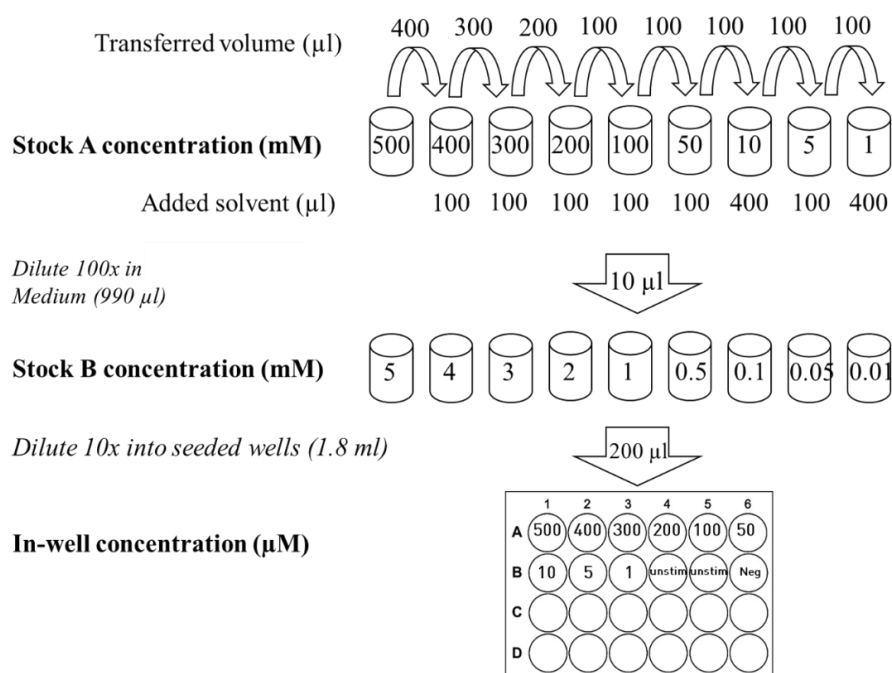 Transferred volume (µl) 400 300 200 100 100 100 100 100
Stock A concentration (mM) 500 400 300 200 100 50 10 5 1
Added solvent (µl) 100 100 100 100 100 400 100 400
Dilute 100x in
Medium (990 µl)
10 µl
Stock B concentration (mM) 5 4 3 2 1 0.5 0.1 0.05 0.01
Dilute 10x into seeded wells (1.8 ml)
200 µl
In-well concentration (µM)
1 2 3 4 5 6
A 500 400 300 200 100 50
B 10 5 1 unstim unstim Neg
C
D